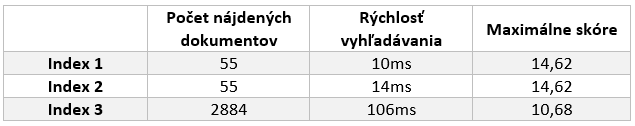 Počet nájdených dokumentov Rýchlosť vyhľadávania Maximálne skóre
Index 1 55 10ms 14,62
Index 2 55 14ms 14,62
Index 3 2884 106ms 10,68